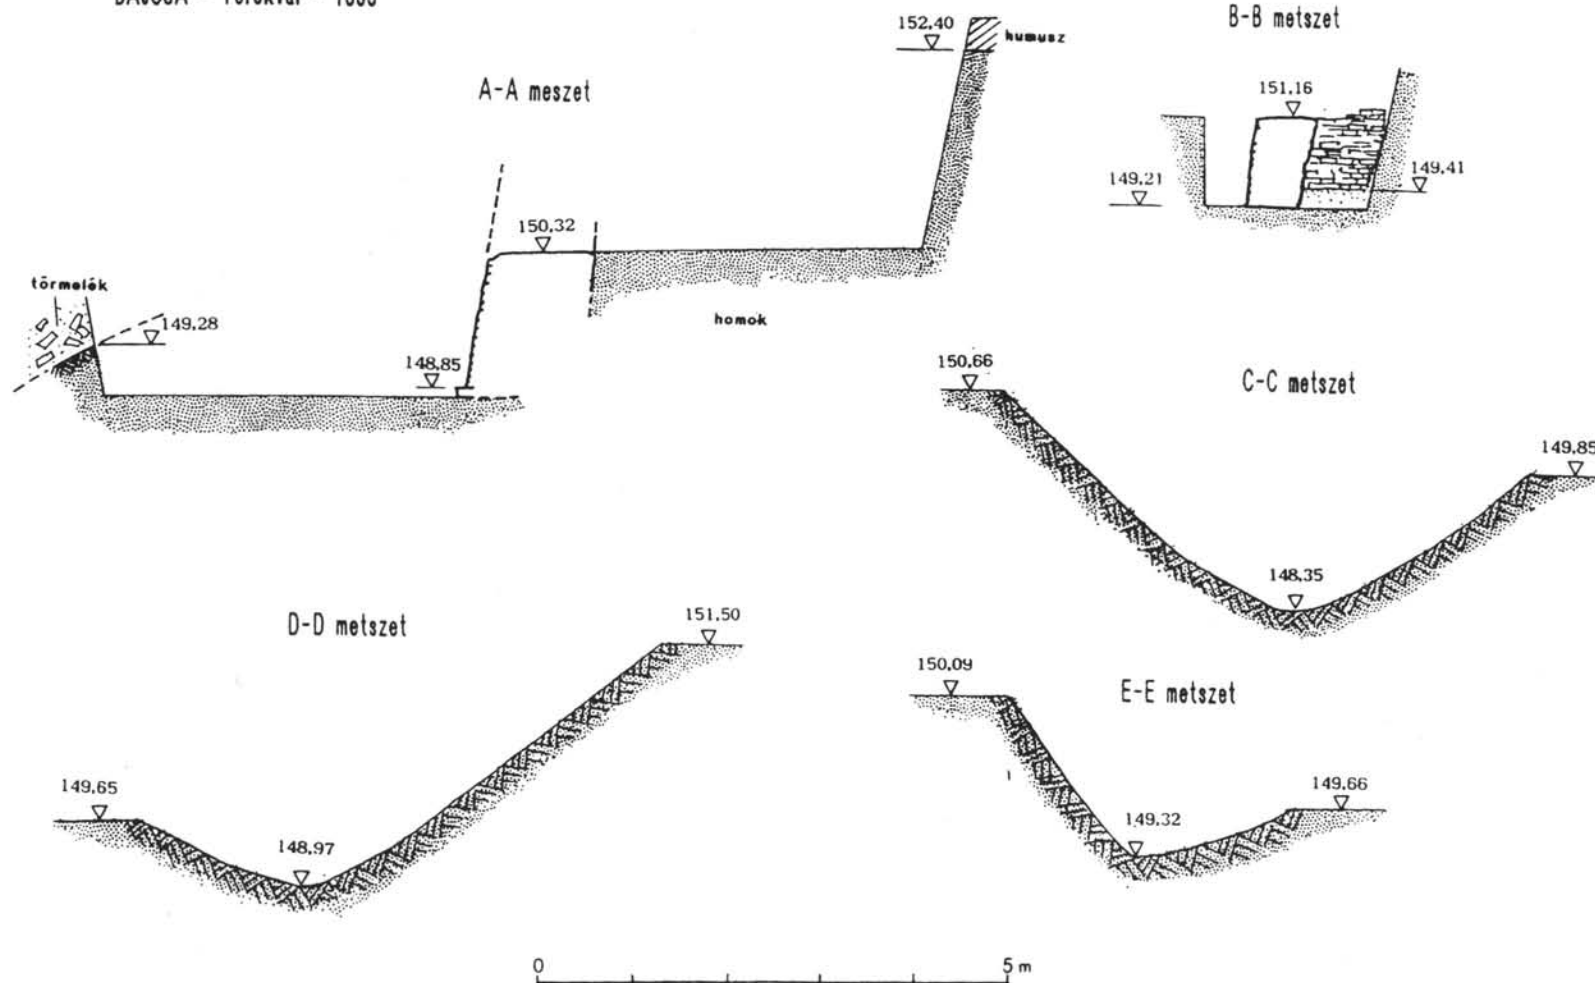 A-A meszet
152.40
humusz
150.32
törmelék
149.28
148.85
homok
B-B metszet
151.16
149.21
149.41
C-C metszet
150.66
149.85
148.35
D-D metszet
151.50
149.65
148.97
E-E metszet
150.09
149.32
149.66
0 5 m